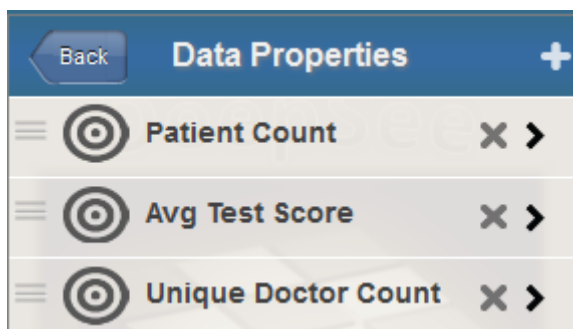 Back Data Properties
Patient Count
Avg Test Score
Unique Doctor Count